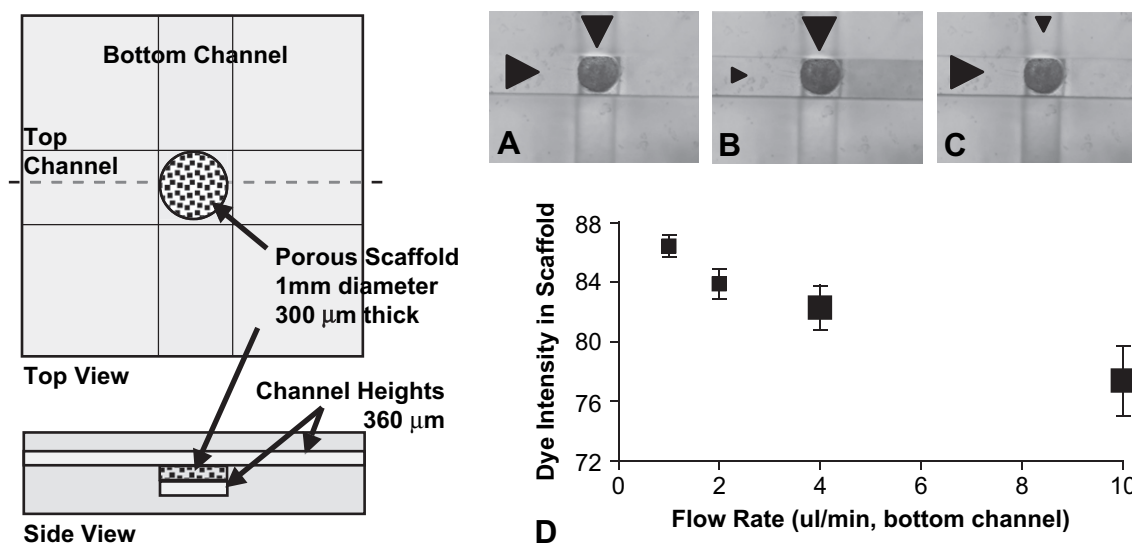 Bottom Channel
Top
Channel
Porous Scaffold
1mm diameter
300 μm thick
Top View
Channel Heights
360 μm
Side View
A
B
C
Dye Intensity in Scaffold
88
84
80
76
72
0 2 4 6 8 10
Flow Rate (ul/min, bottom channel)
D